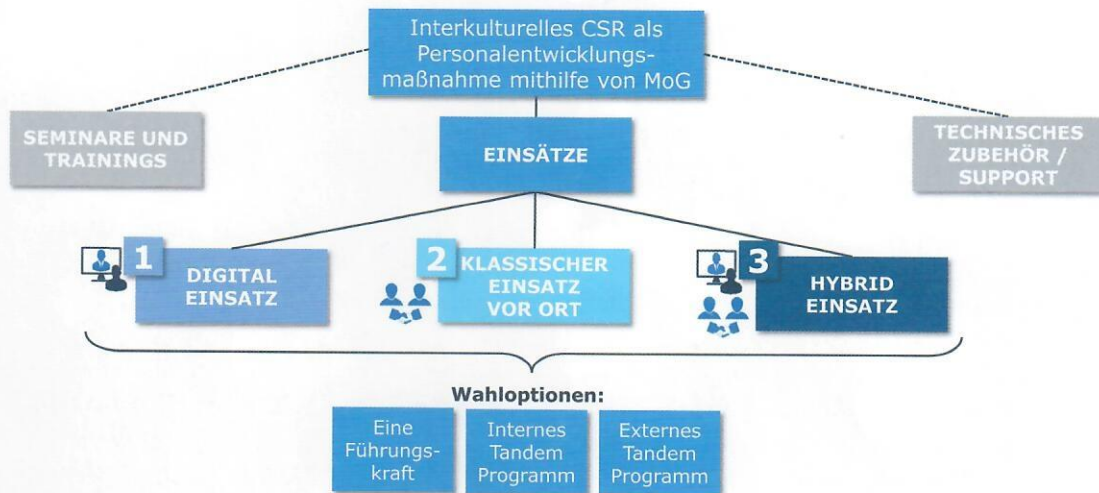 Interkulturelles CSR als
Personalentwicklungs-
maßnahme mithilfe von MoG
SEMINARE UND
TRAININGS
EINSÄTZE
TECHNISCHES
ZUBEHÖR /
SUPPORT
1
DIGITAL
EINSATZ
2
KLASSISCHER
EINSATZ
VOR ORT
3
HYBRID
EINSATZ
Wahloptionen:
Eine
Führungs-
kraft
Internes
Tandem
Programm
Externes
Tandem
Programm